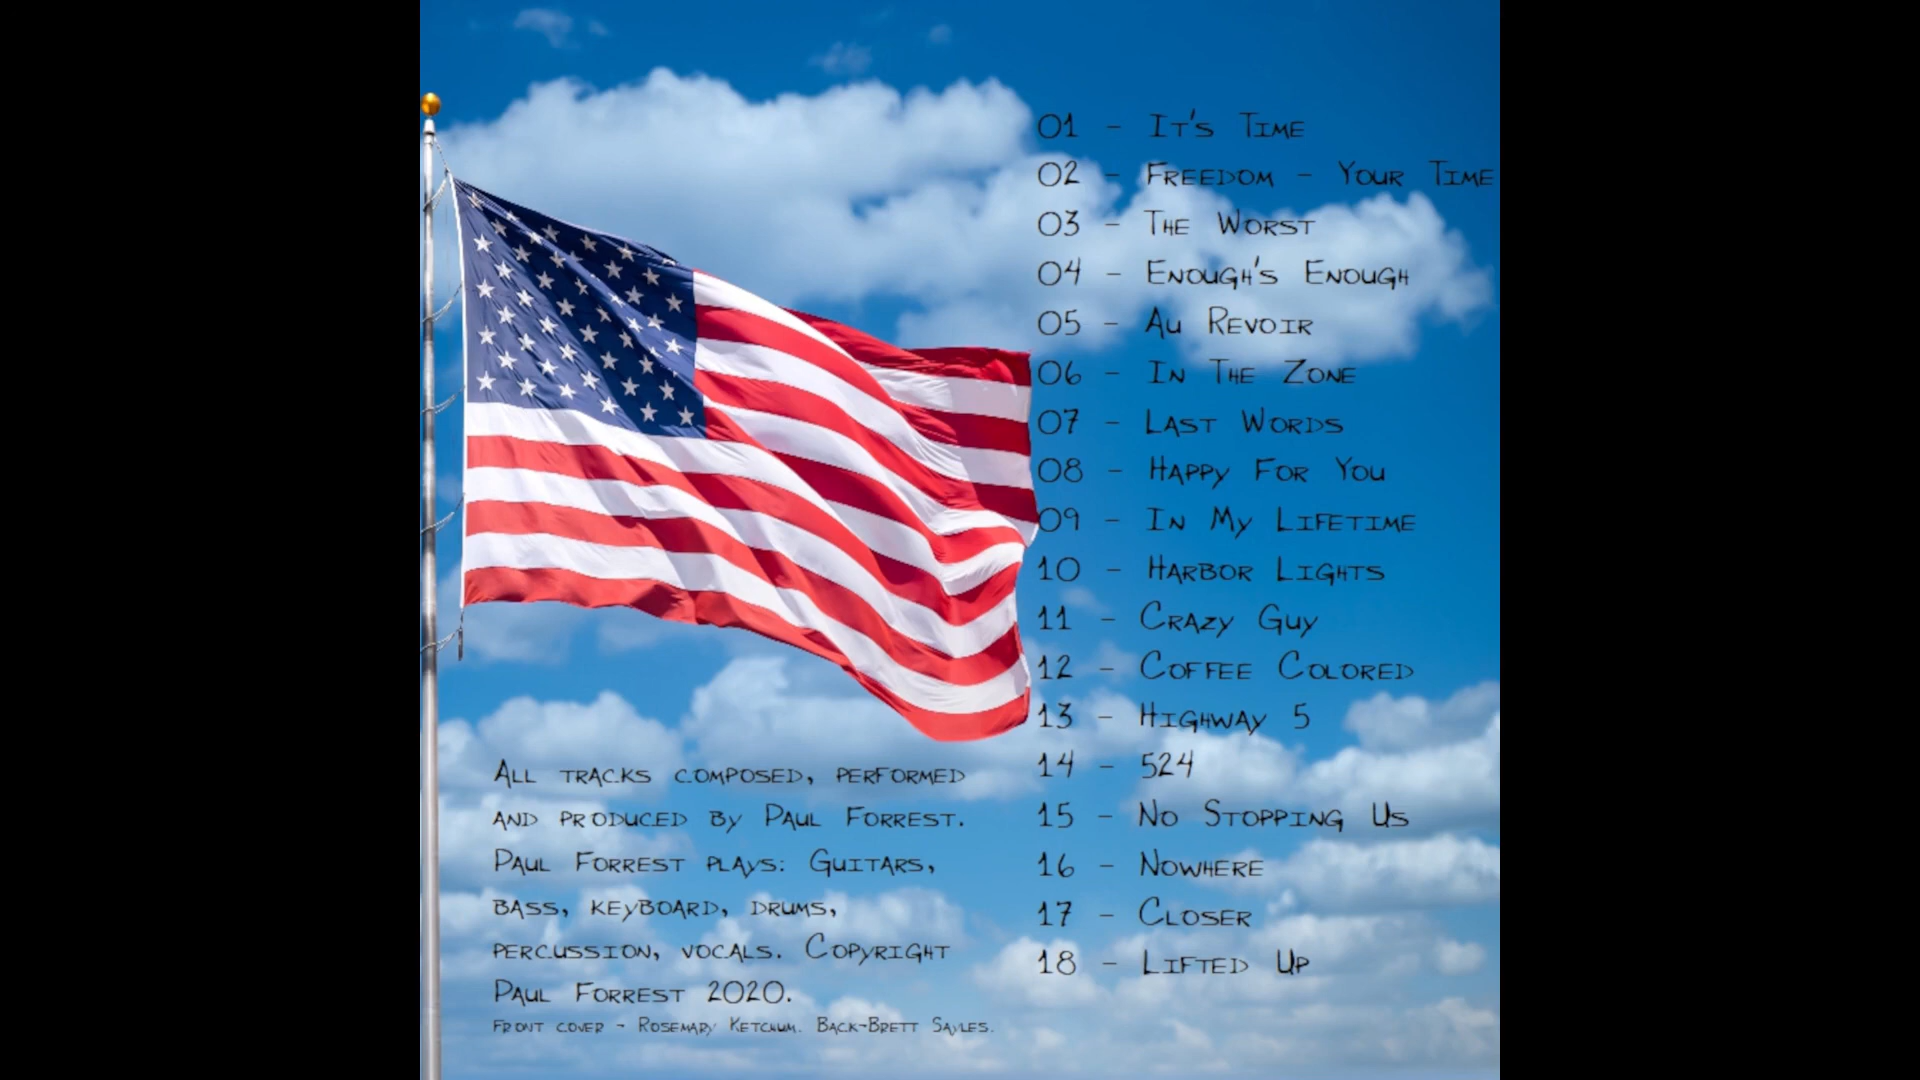 01 - It's Time
02 - Freedom - Your Time
03 - The Worst
04 - Enough's Enough
05 - Au Revoir
06 - In The Zone
07 - Last Words
08 - Happy For You
09 - In My Lifetime
10 - Harbor Lights
11 - Crazy Guy
12 - Coffee Colored
13 - Highway 5
14 - 524
15 - No Stopping Us
16 - Nowhere
17 - Closer
18 - Lifted Up
All tracks composed, performed
and produced by Paul Forrest.
Paul Forrest plays: Guitars,
bass, keyboard, drums,
percussion, vocals. Copyright
Paul Forrest 2020.
Front cover - Rosemary Ketchum. Back-Brett Sayles.